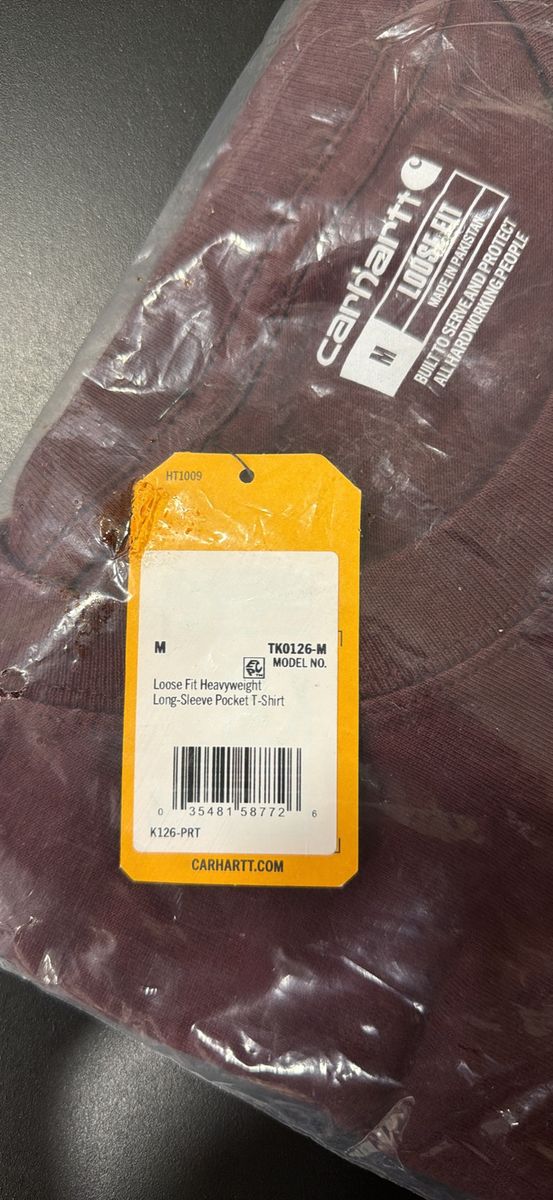 carhartt
M
LOOSE FIT
MADE IN PAKISTAN
BUILT TO SERVE AND PROTECT
ALL HARDWORKING PEOPLE
HT1009
M TK0126-M
MODEL NO.
Loose Fit Heavyweight
Long-Sleeve Pocket T-Shirt
0 35481 58772 6
K126-PRT
CARHARTT.COM